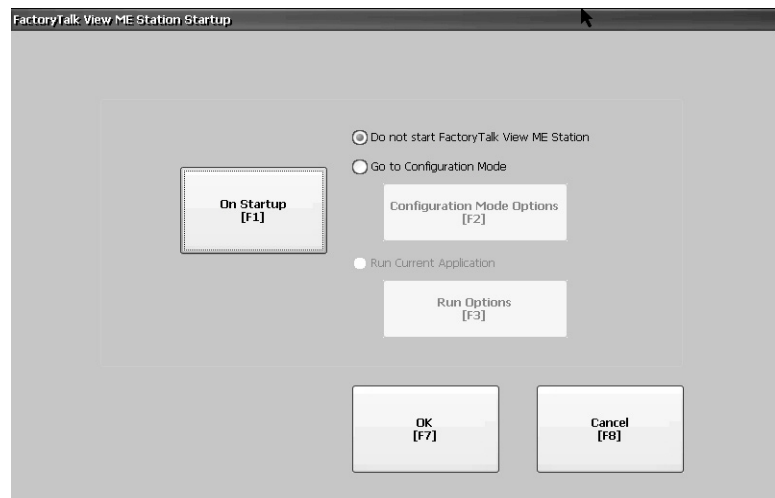 FactoryTalk View ME Station Startup
Do not start FactoryTalk View ME Station
Go to Configuration Mode
On Startup
[F1]
Configuration Mode Options
[F2]
Run Current Application
Run Options
[F3]
OK
[F7]
Cancel
[F8]